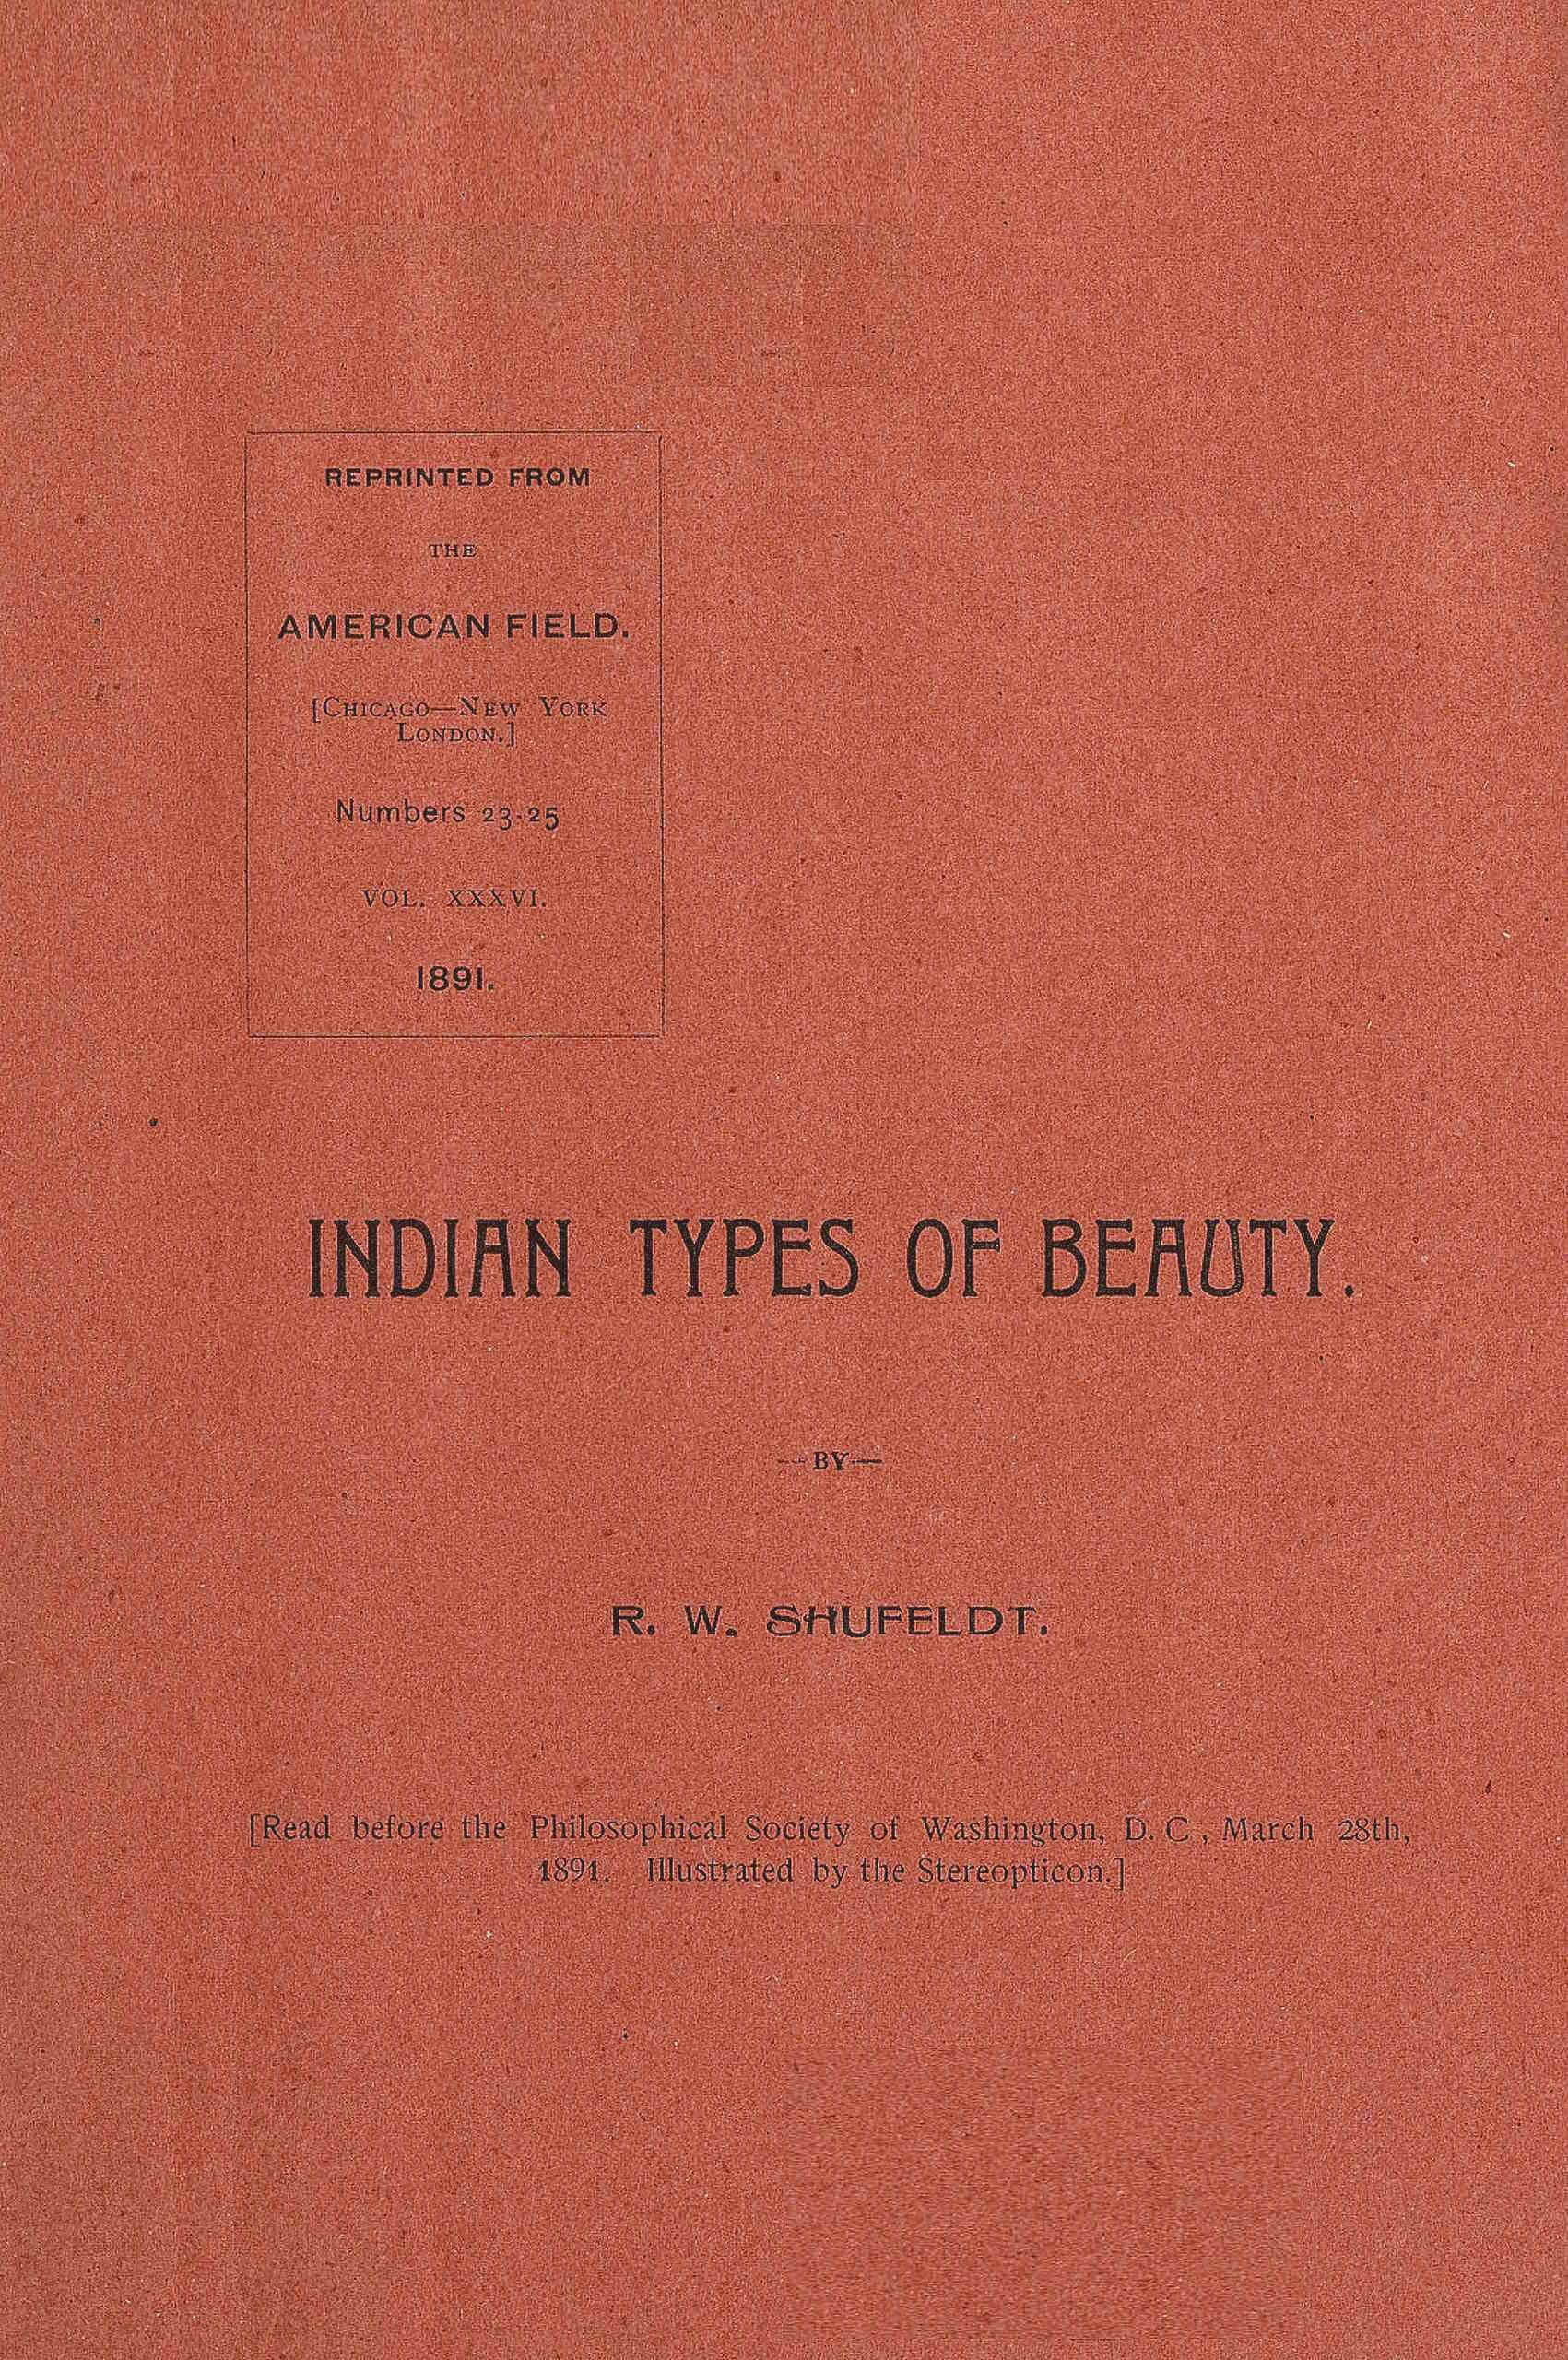 REPRINTED FROM
THE
AMERICAN FIELD.
[CHICAGO—NEW YORK
LONDON.]
Numbers 23-25
VOL. XXXVI.
1891.
INDIAN TYPES OF BEAUTY.
—BY—
R. W. SHUFELDT.
[Read before the Philosophical Society of Washington, D. C , March 28th,
1891. Illustrated by the Stereopticon.]